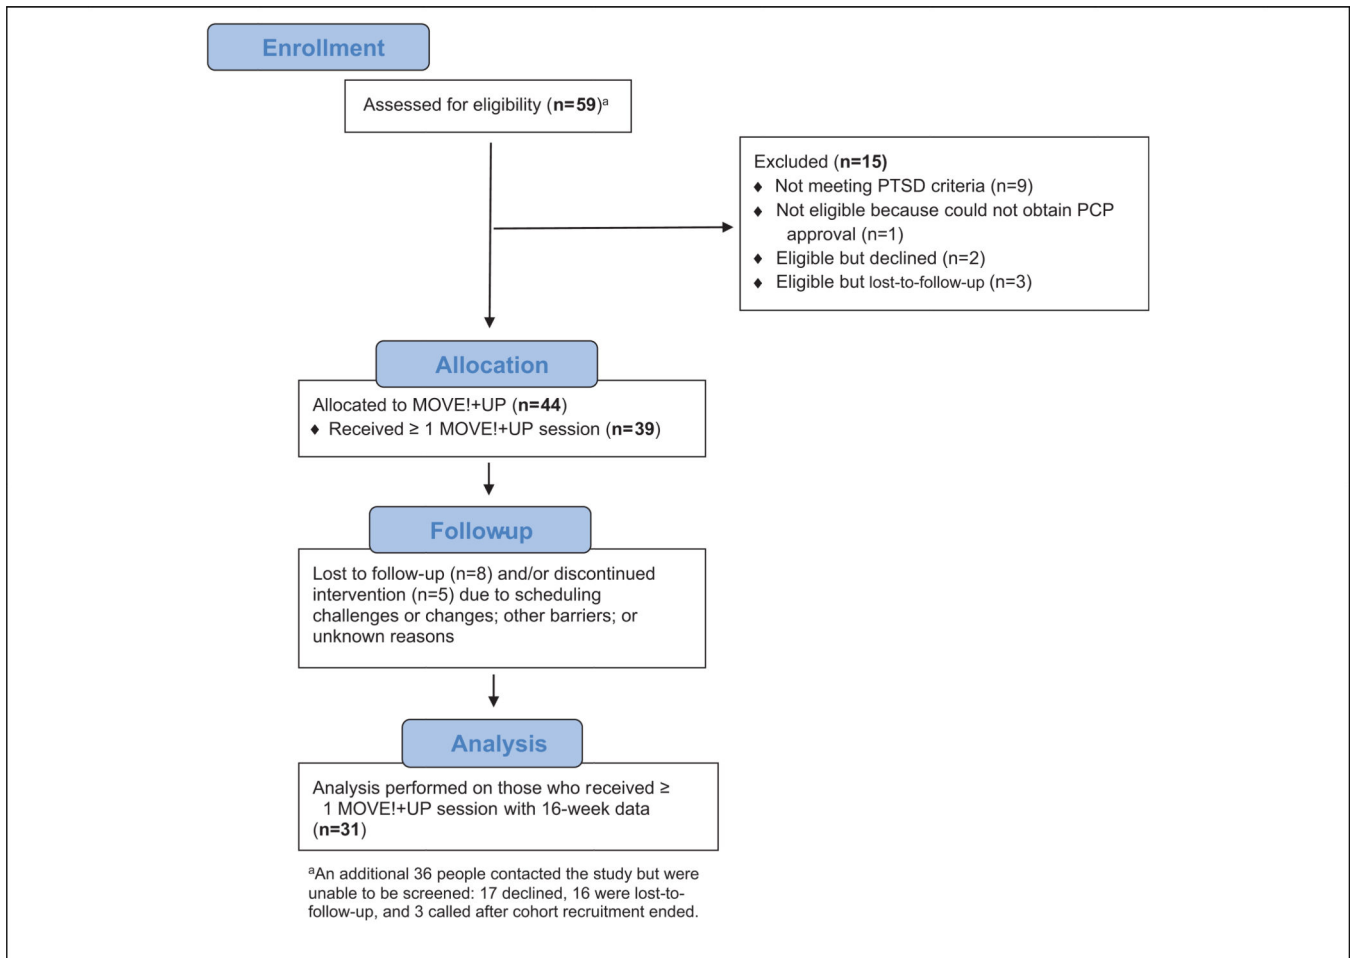 Enrollment
Assessed for eligibility (n=59)a
Excluded (n=15)
♦ Not meeting PTSD criteria (n=9)
♦ Not eligible because could not obtain PCP
approval (n=1)
♦ Eligible but declined (n=2)
♦ Eligible but lost-to-follow-up (n=3)
Allocation
Allocated to MOVE!+UP (n=44)
♦ Received ≥ 1 MOVE!+UP session (n=39)
Follow-up
Lost to follow-up (n=8) and/or discontinued
intervention (n=5) due to scheduling
challenges or changes; other barriers; or
unknown reasons
Analysis
Analysis performed on those who received ≥
1 MOVE!+UP session with 16-week data
(n=31)
aAn additional 36 people contacted the study but were
unable to be screened: 17 declined, 16 were lost-to-
follow-up, and 3 called after cohort recruitment ended.